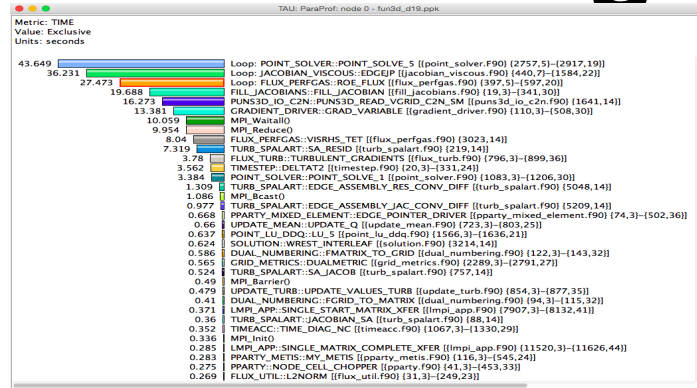 TAU: ParaProf: node 0 - fun3d_d19.ppk
Metric: TIME
Value: Exclusive
Units: seconds
43.649 Loop: POINT_SOLVER::POINT_SOLVE_5 [{point_solver.F90} {2757,5}-{2917,19}]
36.231 Loop: JACOBIAN_VISCOUS::EDGEJP [{jacobian_viscous.f90} {440,7}-{1584,22}]
27.473 Loop: FLUX_PERFGAS::ROE_FLUX [{flux_perfgas.f90} {397,5}-{597,20}]
19.688 FILL_JACOBIANS::FILL_JACOBIAN [{fill_jacobians.f90} {19,3}-{341,30}]
16.273 PUNS3D_IO_C2N::PUNS3D_READ_VGRID_C2N_SM [{puns3d_io_c2n.f90} {1641,14}]
13.381 GRADIENT_DRIVER::GRAD_VARIABLE [{gradient_driver.f90} {110,3}-{508,30}]
10.059 MPI_Waitall()
9.954 MPI_Reduce()
8.04 FLUX_PERFGAS::VISRHS_TET [{flux_perfgas.f90} {3023,14}]
7.319 TURB_SPALART::SA_RESID [{turb_spalart.f90} {219,14}]
3.78 FLUX_TURB::TURBULENT_GRADIENTS [{flux_turb.f90} {796,3}-{899,36}]
3.562 TIMESTEP::DELTAT2 [{timestep.f90} {20,3}-{331,24}]
3.384 POINT_SOLVER::POINT_SOLVE_1 [{point_solver.F90} {1083,3}-{1206,30}]
1.309 TURB_SPALART::EDGE_ASSEMBLY_RES_CONV_DIFF [{turb_spalart.f90} {5048,14}]
1.086 MPI_Bcast()
0.977 TURB_SPALART::EDGE_ASSEMBLY_JAC_CONV_DIFF [{turb_spalart.f90} {5209,14}]
0.668 PPARTY_MIXED_ELEMENT::EDGE_POINTER_DRIVER [{pparty_mixed_element.f90} {74,3}-{502,36}]
0.66 UPDATE_MEAN::UPDATE_Q [{update_mean.f90} {723,3}-{803,25}]
0.637 POINT_LU_DDQ::LU_5 [{point_lu_ddq.f90} {1566,3}-{1636,21}]
0.624 SOLUTION::WREST_INTERLEAF [{solution.F90} {3214,14}]
0.586 DUAL_NUMBERING::FMATRIX_TO_GRID [{dual_numbering.f90} {122,3}-{143,32}]
0.565 GRID_METRICS::DUALMETRIC [{grid_metrics.f90} {2289,3}-{2791,27}]
0.524 TURB_SPALART::SA_JACOB [{turb_spalart.f90} {757,14}]
0.49 MPI_Barrier()
0.479 UPDATE_TURB::UPDATE_VALUES_TURB [{update_turb.f90} {854,3}-{877,35}]
0.41 DUAL_NUMBERING::FGRID_TO_MATRIX [{dual_numbering.f90} {94,3}-{115,32}]
0.371 LMPI_APP::SINGLE_START_MATRIX_XFER [{lmpi_app.F90} {7907,3}-{8132,41}]
0.36 TURB_SPALART::JACOBIAN_SA [{turb_spalart.f90} {88,14}]
0.352 TIMEACC::TIME_DIAG_NC [{timeacc.f90} {1067,3}-{1330,29}]
0.336 MPI_Init()
0.285 LMPI_APP::SINGLE_MATRIX_COMPLETE_XFER [{lmpi_app.F90} {11520,3}-{11626,44}]
0.283 PPARTY_METIS::MY_METIS [{pparty_metis.F90} {116,3}-{545,24}]
0.275 PPARTY::NODE_CELL_CHOPPER [{pparty.f90} {41,3}-{453,33}]
0.269 FLUX_UTIL::L2NORM [{flux_util.f90} {31,3}-{249,23}]